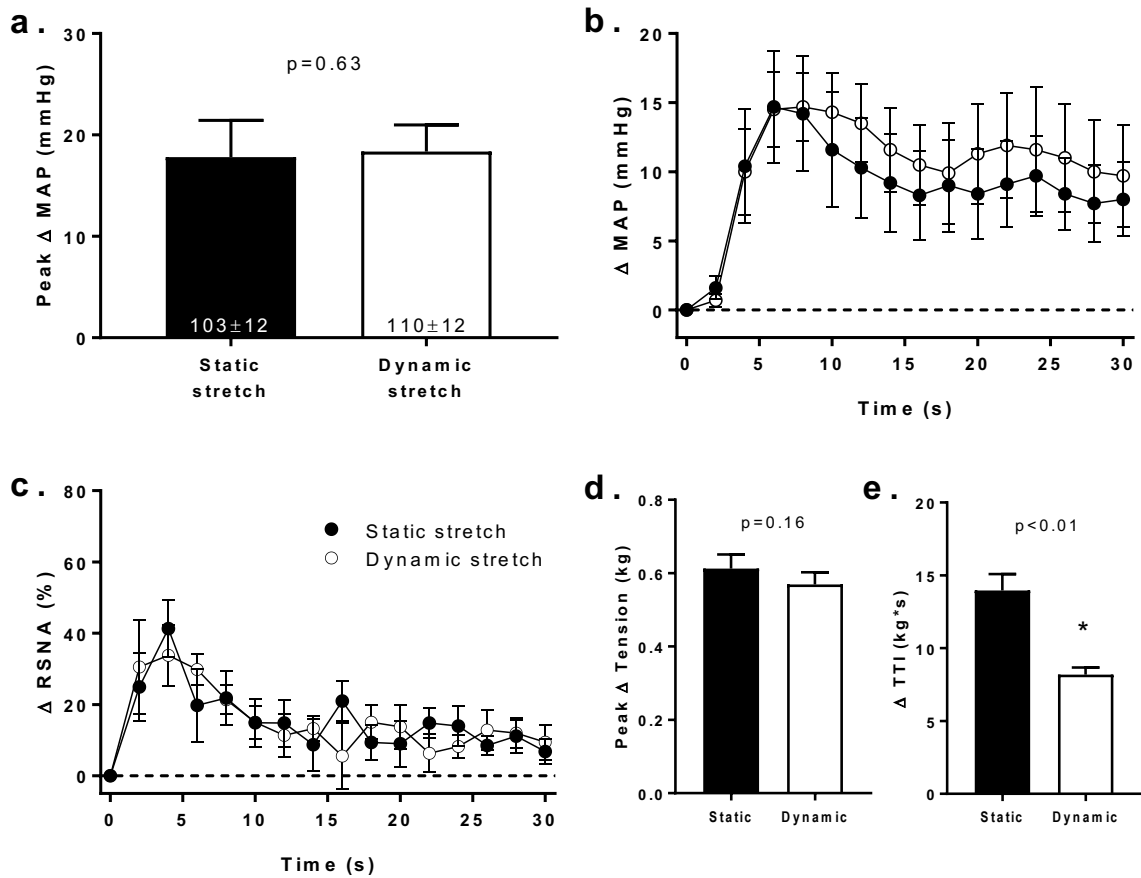 a.
30
20
10
0
Peak Δ MAP (mmHg)
p=0.63
103±12
110±12
Static
stretch
Dynamic
stretch
b.
20
15
10
5
0
Δ MAP (mmHg)
0 5 10 15 20 25 30
Time (s)
c.
80
60
40
20
0
Δ RSNA (%)
Static stretch
Dynamic stretch
0 5 10 15 20 25 30
Time (s)
d.
0.8
0.6
0.4
0.2
0.0
Peak Δ Tension (kg)
p=0.16
Static Dynamic
e.
20
15
10
5
0
Δ TTI (kg*s)
p<0.01
*
Static Dynamic